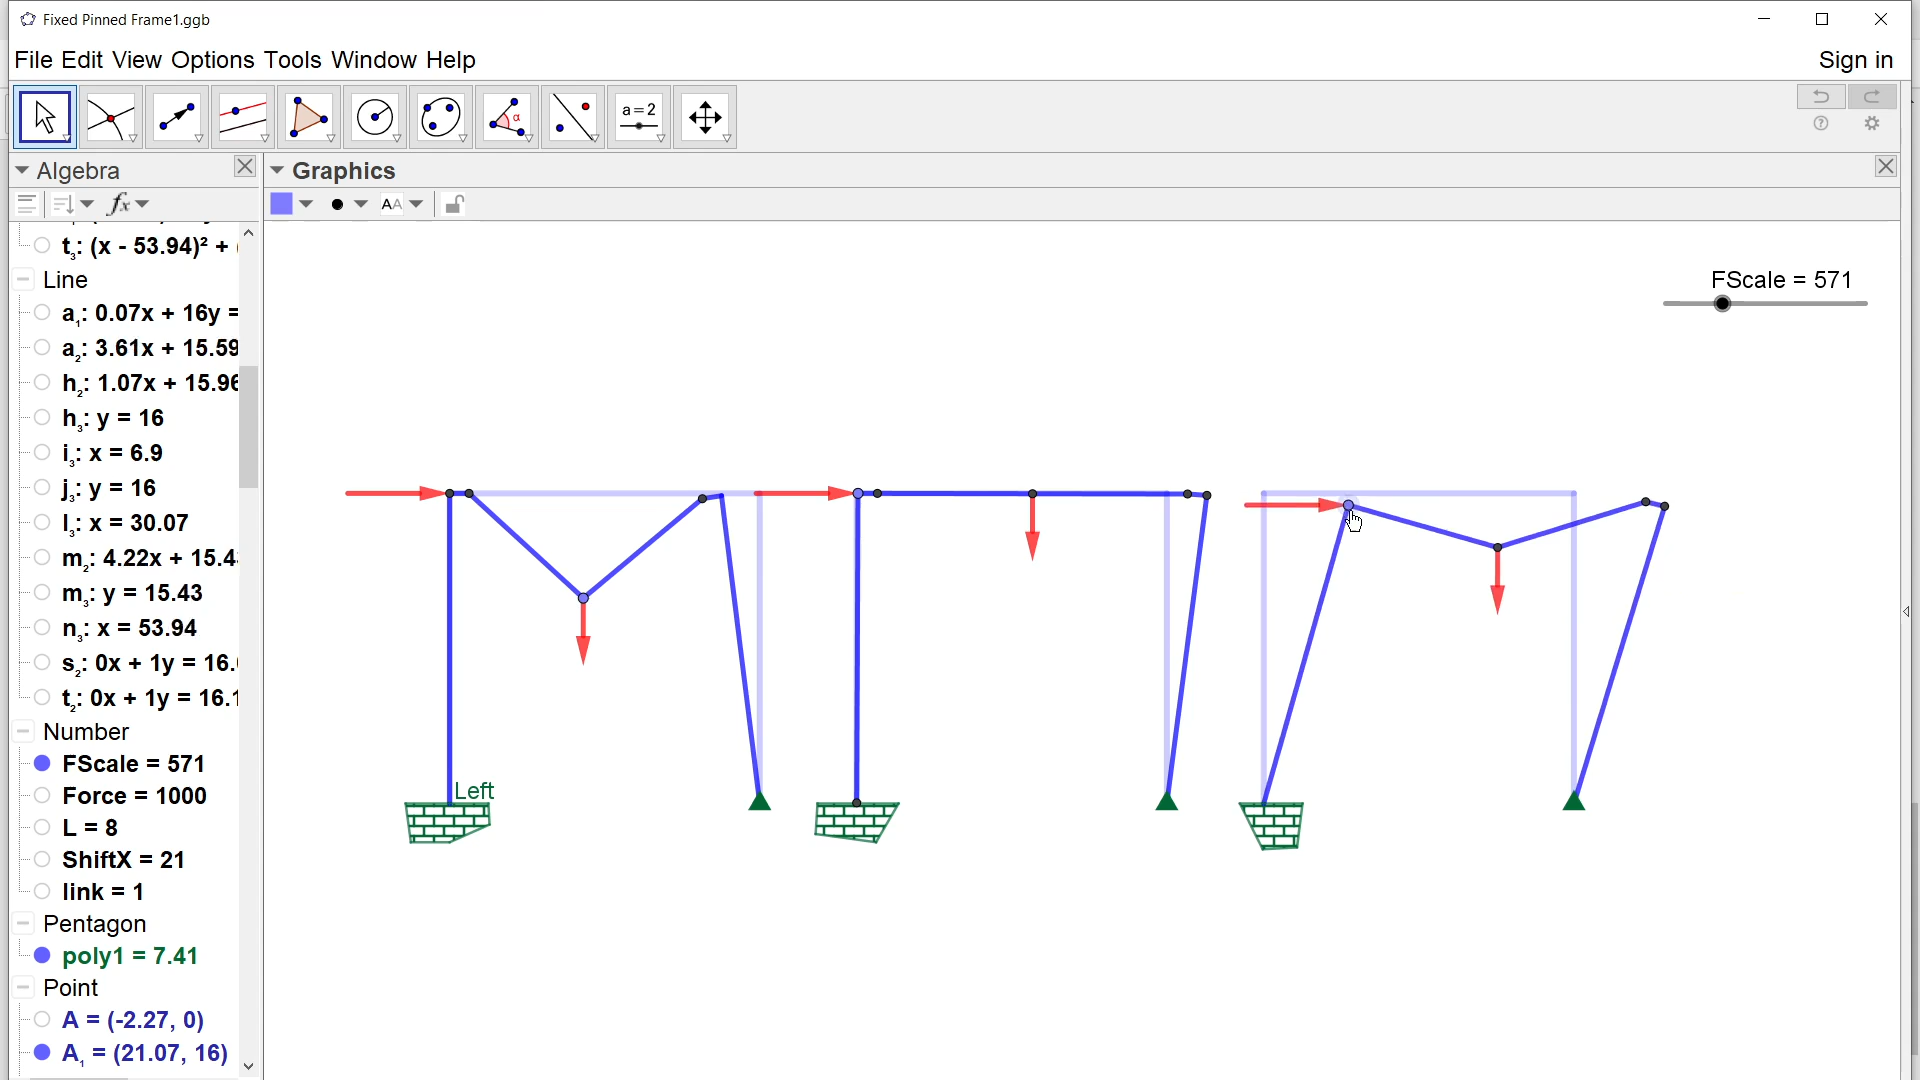 Fixed Pinned Frame1.ggb
File Edit View Options Tools Window Help
Sign in
a=2
α
Algebra
Graphics
fx
AA
t₃: (x - 53.94)² +
Line
a₁: 0.07x + 16y =
a₂: 3.61x + 15.59
h₂: 1.07x + 15.96
h₃: y = 16
i₃: x = 6.9
j₃: y = 16
l₃: x = 30.07
m₂: 4.22x + 15.4
m₃: y = 15.43
n₃: x = 53.94
s₂: 0x + 1y = 16.
t₂: 0x + 1y = 16.1
Number
FScale = 571
Force = 1000
L = 8
ShiftX = 21
link = 1
Pentagon
poly1 = 7.41
Point
A = (-2.27, 0)
A₁ = (21.07, 16)
FScale = 571
Left